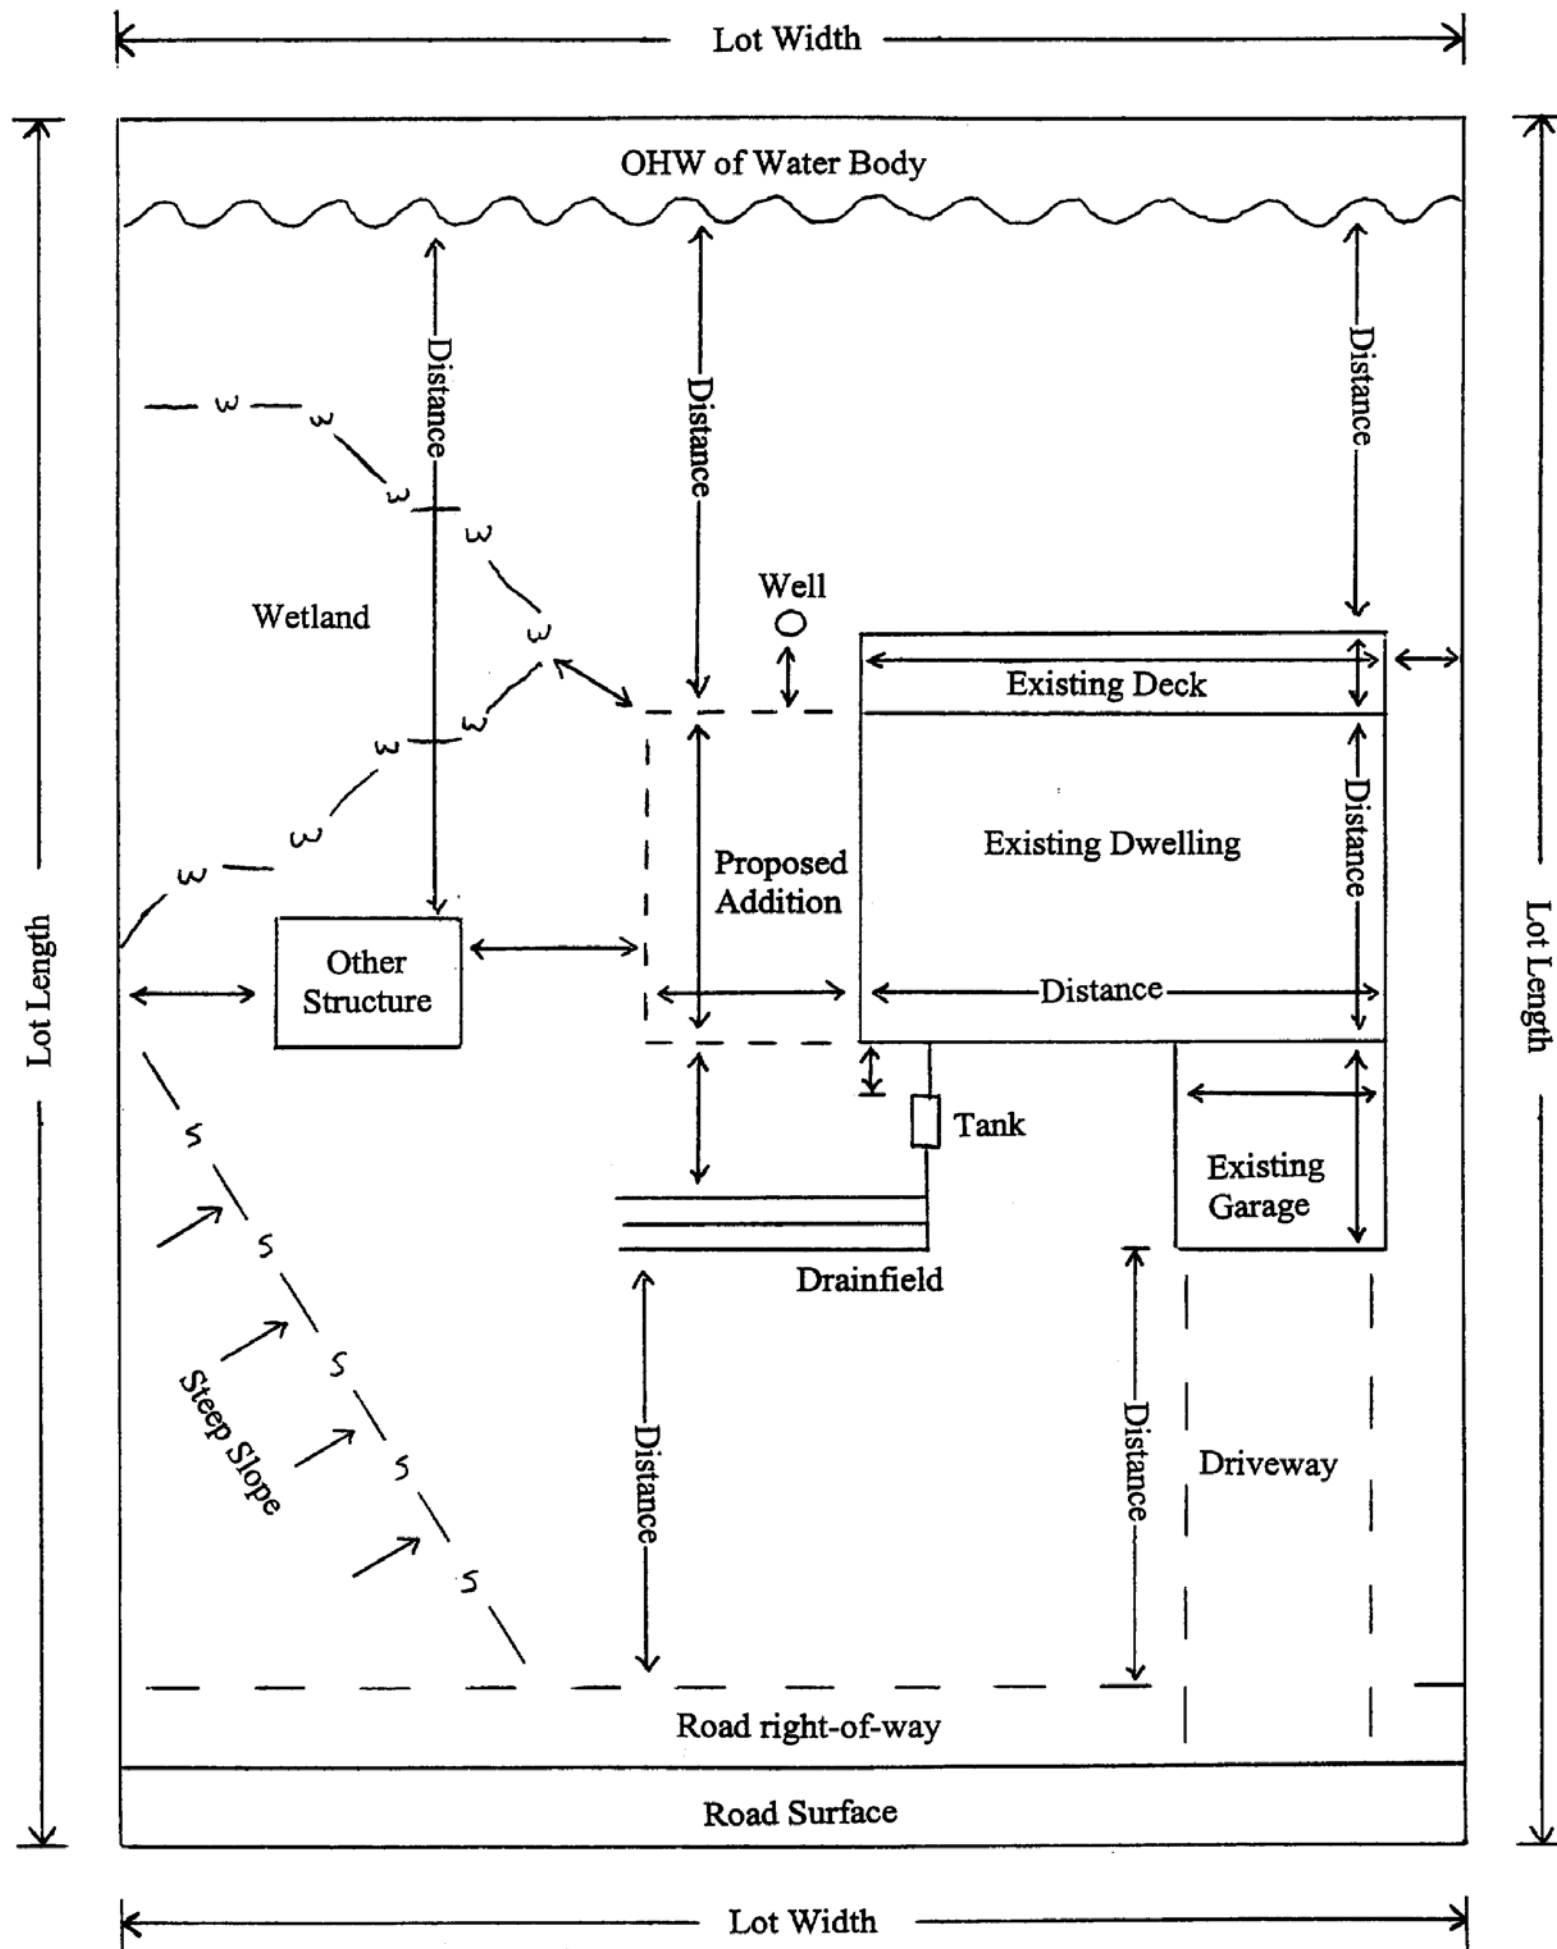 Lot Width
OHW of Water Body
Distance
Distance
Distance
w
w
w
w
w
Well
Wetland
Existing Deck
w
w
w
w
Distance
Existing Dwelling
Proposed
Addition
Other
Structure
Distance
Lot Length
Lot Length
Tank
S
Existing
Garage
S
Drainfield
S
Steep Slope
S
Distance
Distance
Driveway
S
Road right-of-way
Road Surface
Lot Width